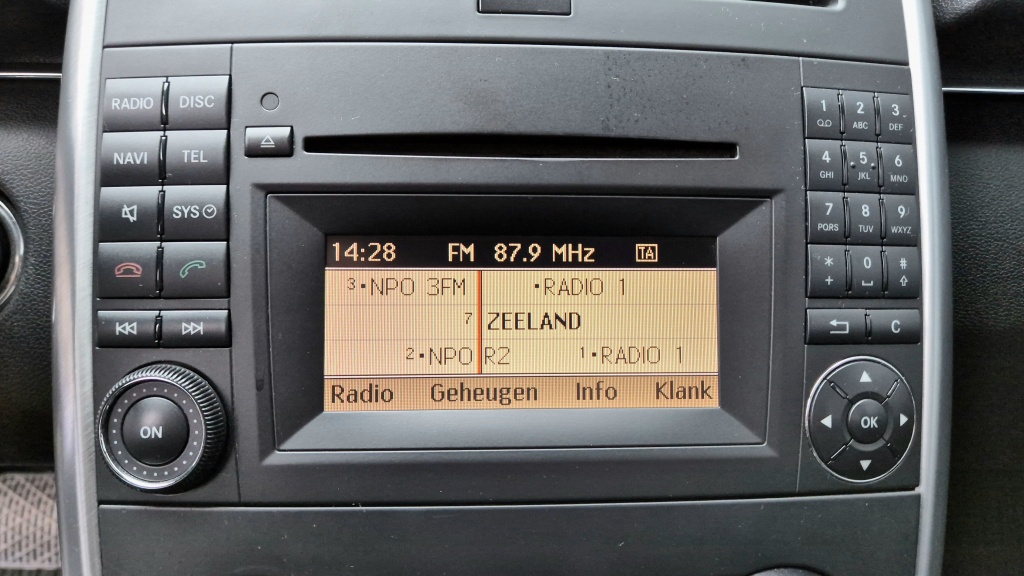 RADIO DISC
NAVI TEL
SYS
ON
14:28 FM 87.9 MHz TA
3•NPO 3FM •RADIO 1
7 ZEELAND
2•NPO R2 1•RADIO 1
Radio Geheugen Info Klank
1 2 3
ABC DEF
4 5 6
GHI JKL MNO
7 8 9
PQRS TUV WXYZ
* 0 #
+
C
OK